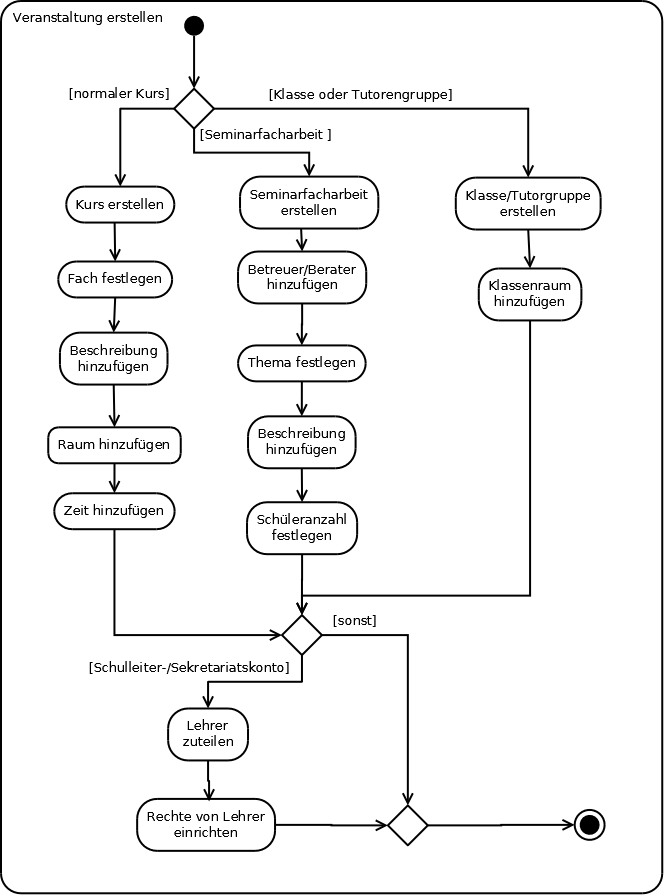 Veranstaltung erstellen
[normaler Kurs]
[Klasse oder Tutorengruppe]
[Seminarfacharbeit ]
Kurs erstellen
Fach festlegen
Beschreibung
hinzufügen
Raum hinzufügen
Zeit hinzufügen
Seminarfacharbeit
erstellen
Betreuer/Berater
hinzufügen
Thema festlegen
Beschreibung
hinzufügen
Schüleranzahl
festlegen
Klasse/Tutorgruppe
erstellen
Klassenraum
hinzufügen
[sonst]
[Schulleiter-/Sekretariatskonto]
Lehrer
zuteilen
Rechte von Lehrer
einrichten